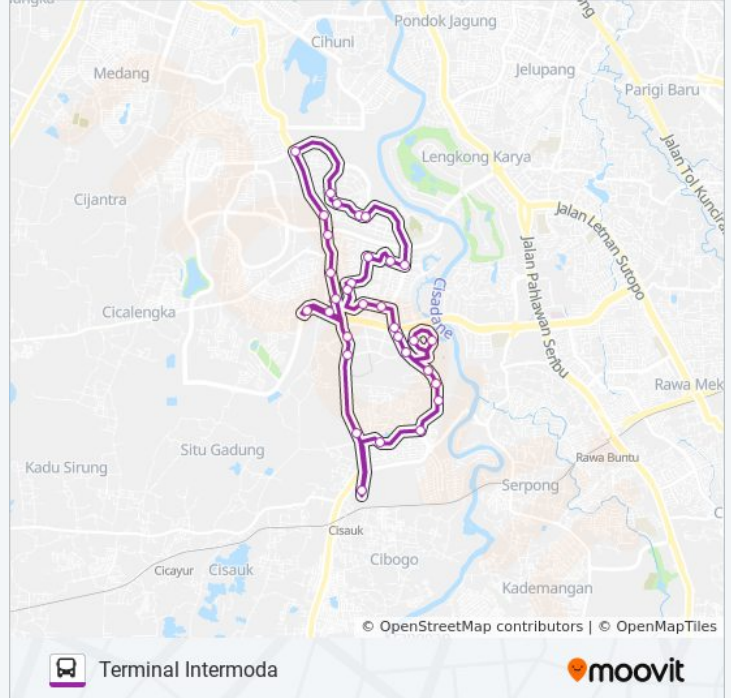 Pondok Jagung
Cihuni
Medang
Jelupang
Parigi Baru
Lengkong Karya
Jalan Tol Kuncira
Cijantra
Jalan Letnan Sutopo
Jalan Pahlawan Seribu
Cisadane
Cicalengka
Rawa Mek
Situ Gadung
Kadu Sirung
Rawa Buntu
Serpong
Cisauk
Cibogo
Cicayur
Cisauk
Kademangan
© OpenStreetMap contributors | © OpenMapTiles
Terminal Intermoda
moovit